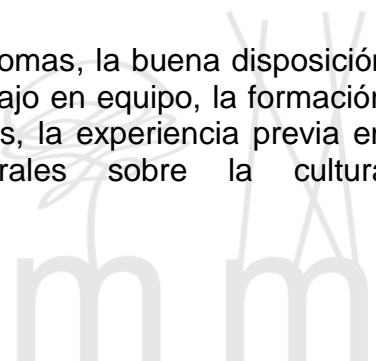 omas, la buena disposición
ajo en equipo, la formación
s, la experiencia previa en
rales sobre la cultura
m m